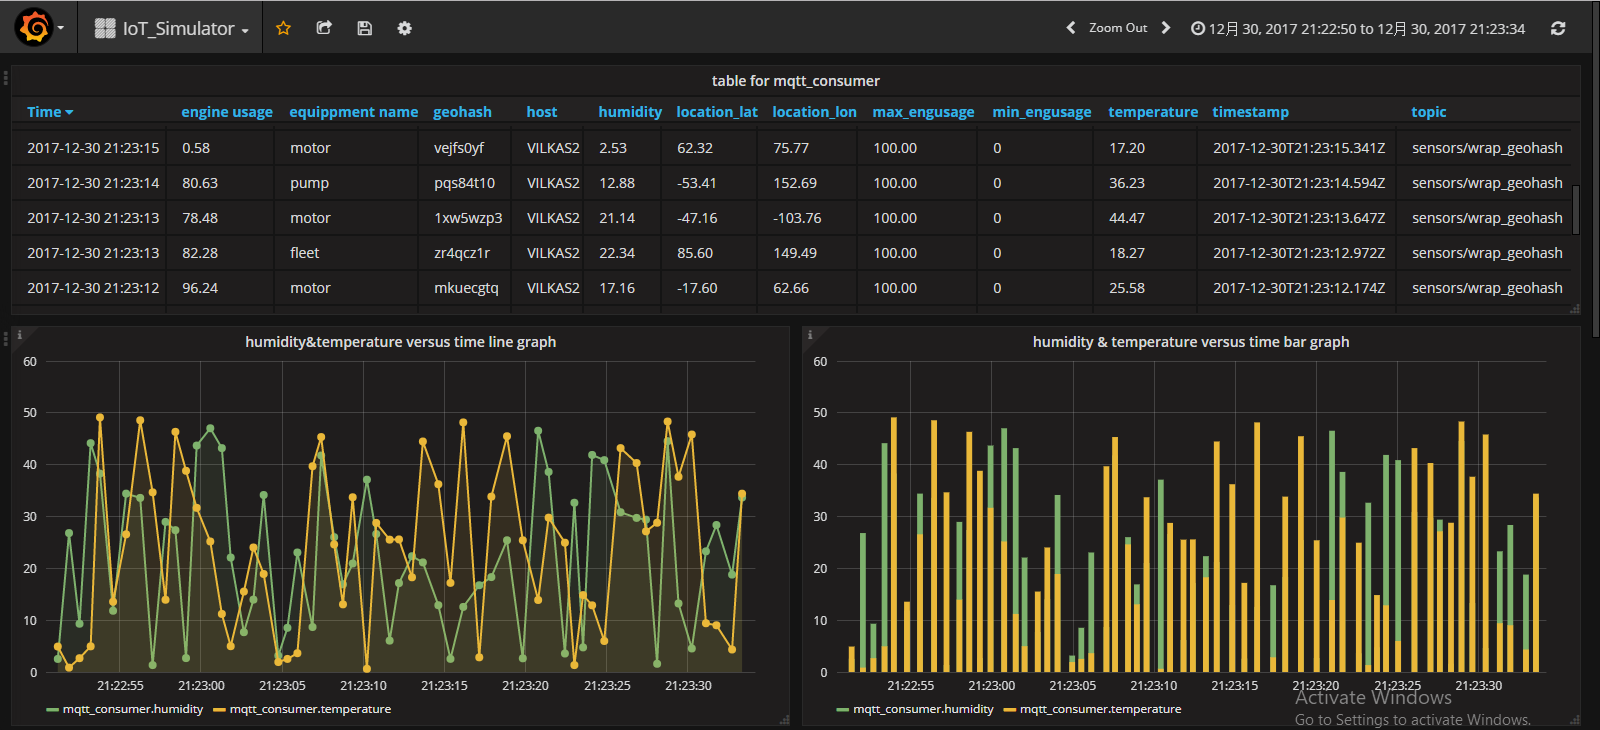 IoT_Simulator
Zoom Out
12月 30, 2017 21:22:50 to 12月 30, 2017 21:23:34
table for mqtt_consumer
Time engine usage equippment name geohash host humidity location_lat location_lon max_engusage min_engusage temperature timestamp topic
2017-12-30 21:23:15 0.58 motor vejfs0yf VILKAS2 2.53 62.32 75.77 100.00 0 17.20 2017-12-30T21:23:15.341Z sensors/wrap_geohash
2017-12-30 21:23:14 80.63 pump pqs84t10 VILKAS2 12.88 -53.41 152.69 100.00 0 36.23 2017-12-30T21:23:14.594Z sensors/wrap_geohash
2017-12-30 21:23:13 78.48 motor 1xw5wzp3 VILKAS2 21.14 -47.16 -103.76 100.00 0 44.47 2017-12-30T21:23:13.647Z sensors/wrap_geohash
2017-12-30 21:23:13 82.28 fleet zr4qcz1r VILKAS2 22.34 85.60 149.49 100.00 0 18.27 2017-12-30T21:23:12.972Z sensors/wrap_geohash
2017-12-30 21:23:12 96.24 motor mkuecgtq VILKAS2 17.16 -17.60 62.66 100.00 0 25.58 2017-12-30T21:23:12.174Z sensors/wrap_geohash
humidity&temperature versus time line graph
60
50
40
30
20
10
0
21:22:55 21:23:00 21:23:05 21:23:10 21:23:15 21:23:20 21:23:25 21:23:30
mqtt_consumer.humidity mqtt_consumer.temperature
humidity & temperature versus time bar graph
60
50
40
30
20
10
0
21:22:55 21:23:00 21:23:05 21:23:10 21:23:15 21:23:20 21:23:25 21:23:30
mqtt_consumer.humidity mqtt_consumer.temperature
Activate Windows
Go to Settings to activate Windows.